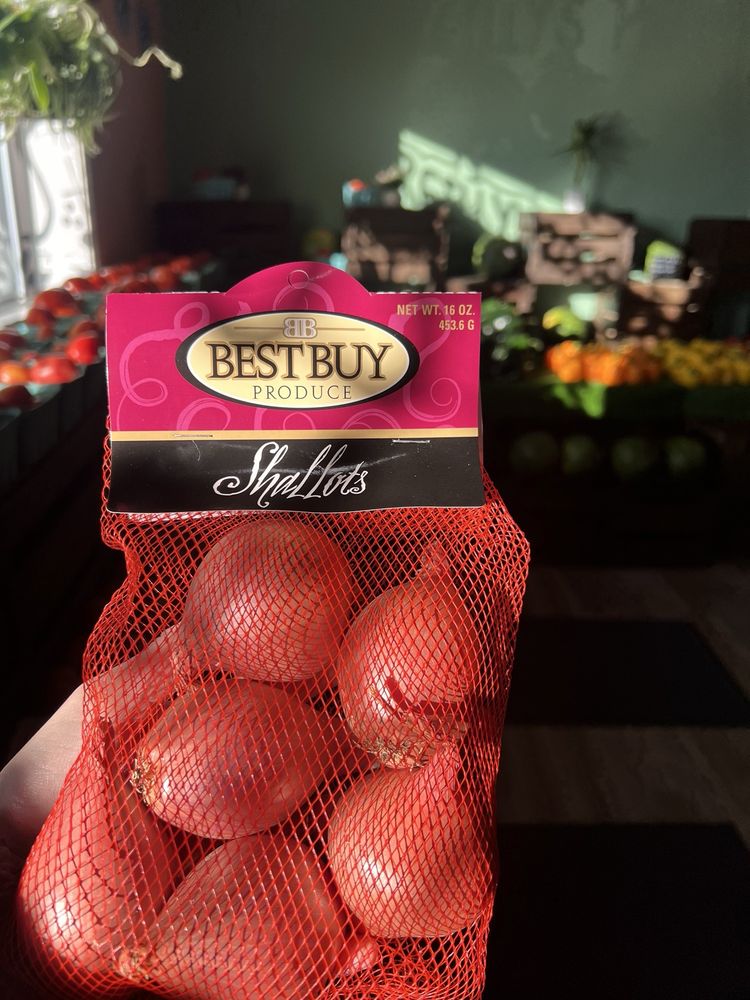 NET WT. 16 OZ.
453.6 G
BB
BEST BUY
PRODUCE
Shallots